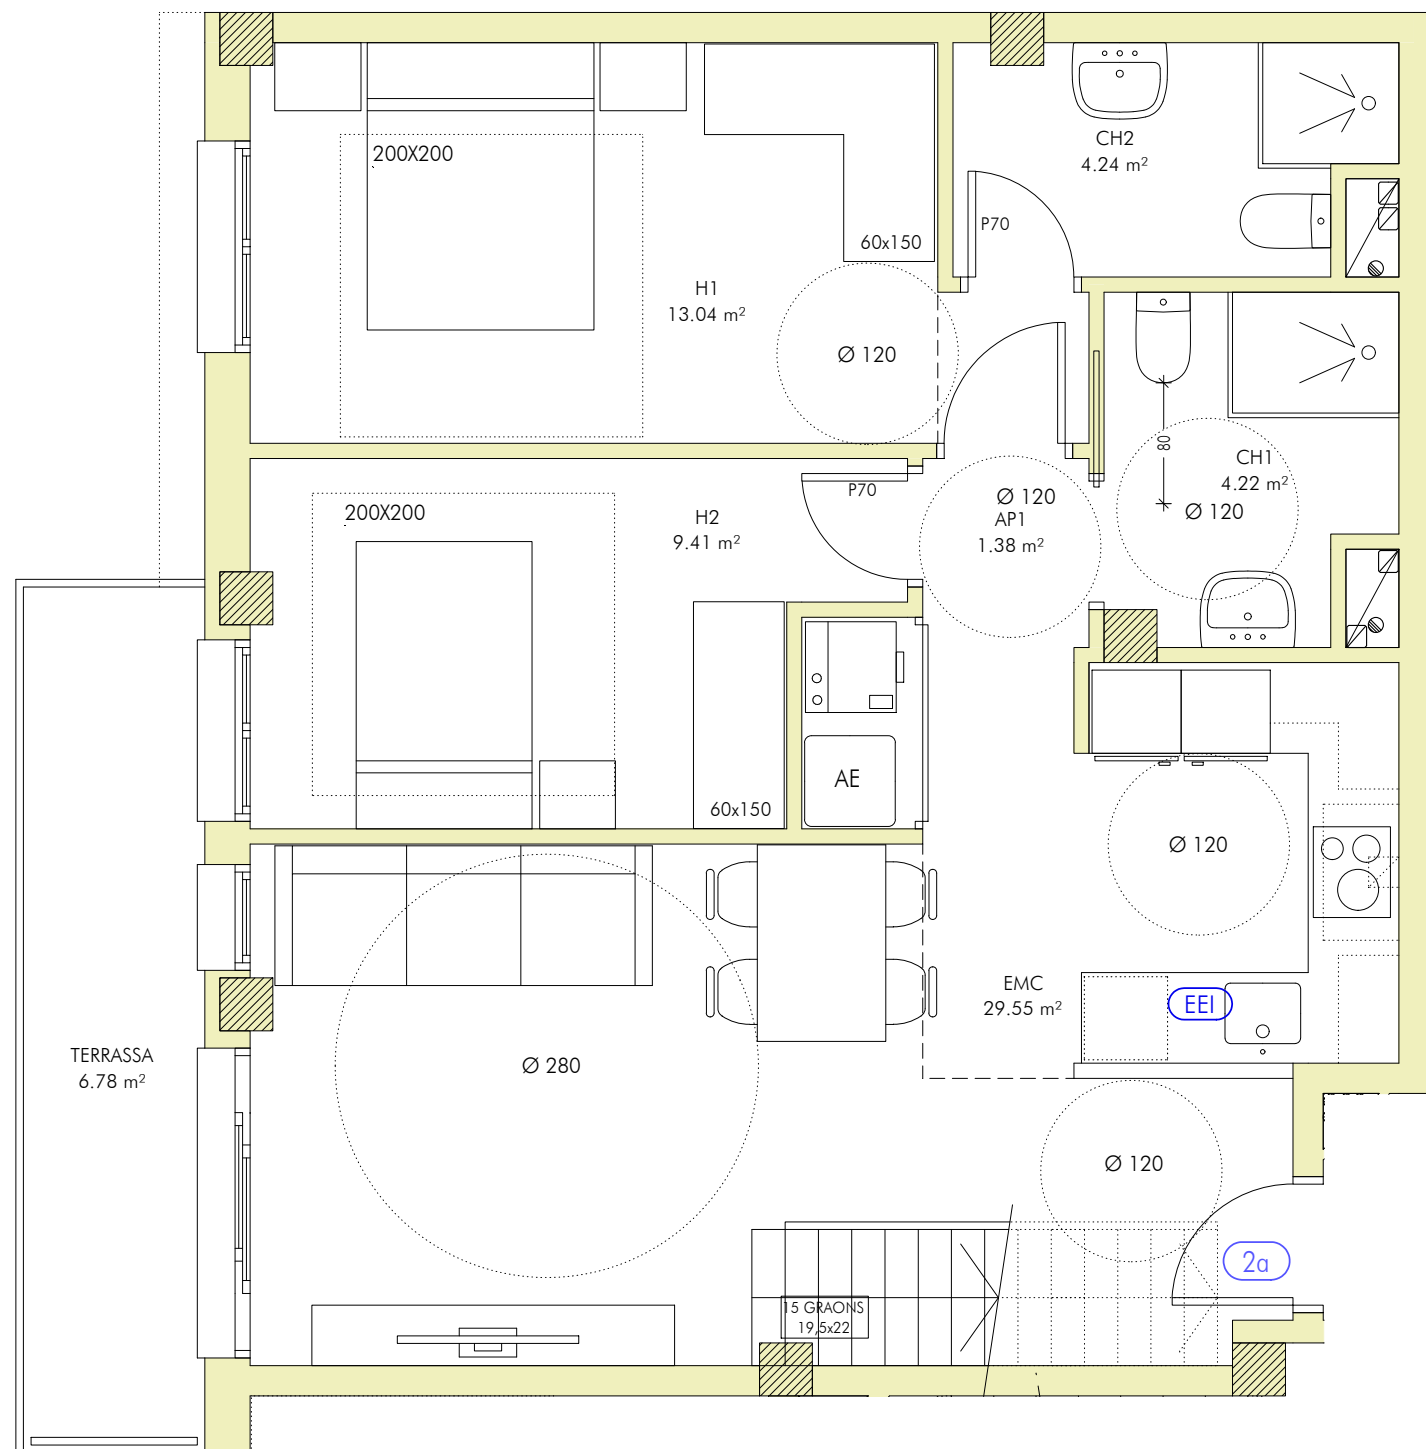 200X200
CH2
4.24 m²
P70
60x150
H1
13.04 m²
Ø 120
80
CH1
4.22 m²
Ø 120
P70
Ø 120
AP1
1.38 m²
200X200
H2
9.41 m²
AE
60x150
Ø 120
EMC
29.55 m²
EEI
TERRASSA
6.78 m²
Ø 280
Ø 120
2a
15 GRAONS
19,5x22